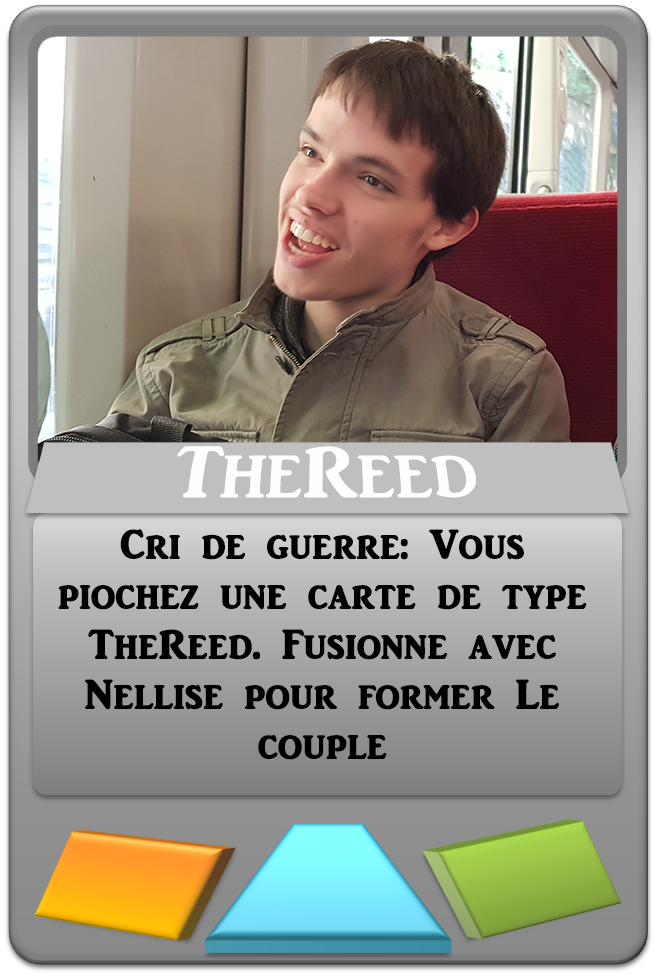 TheReed
Cri de guerre: Vous
piochez une carte de type
TheReed. Fusionne avec
Nellise pour former Le
couple